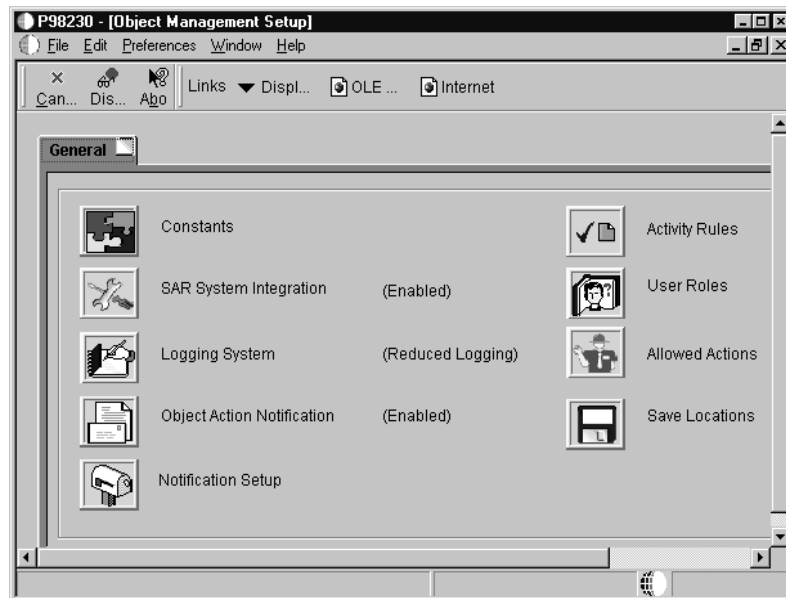 P98230 - [Object Management Setup]
File Edit Preferences Window Help
Can... Dis... Abo Links Displ... OLE ... Internet
General
Constants
Activity Rules
SAR System Integration (Enabled)
User Roles
Logging System (Reduced Logging)
Allowed Actions
Object Action Notification (Enabled)
Save Locations
Notification Setup